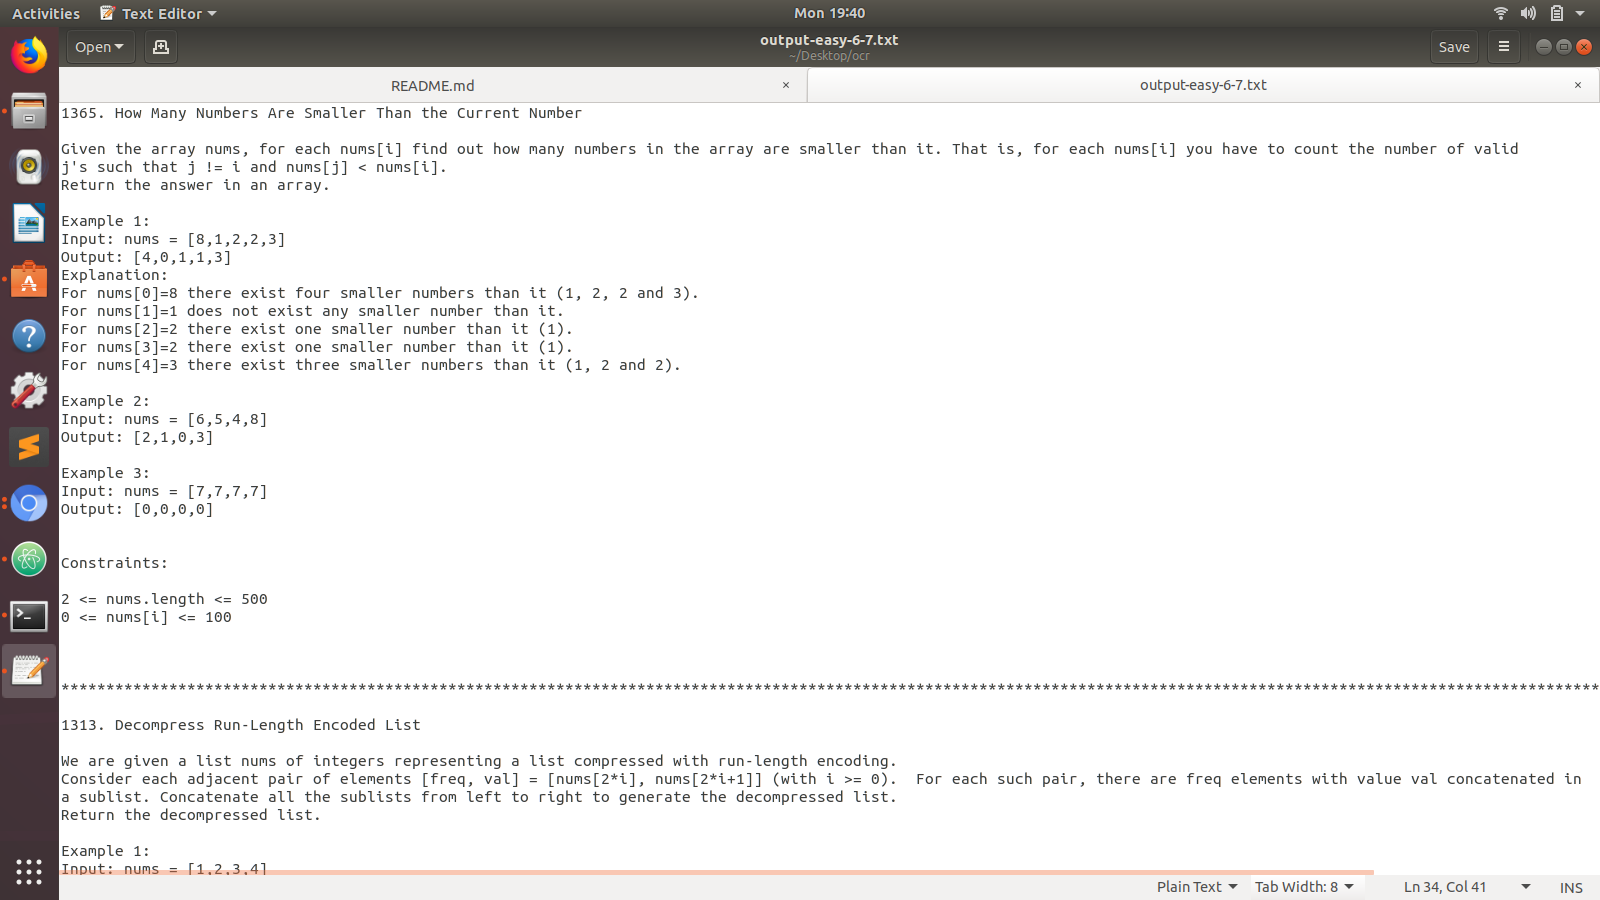 Activities Text Editor Mon 19:40
Open output-easy-6-7.txt Save
~/Desktop/ocr
README.md × output-easy-6-7.txt ×
1365. How Many Numbers Are Smaller Than the Current Number
Given the array nums, for each nums[i] find out how many numbers in the array are smaller than it. That is, for each nums[i] you have to count the number of valid
j's such that j != i and nums[j] < nums[i].
Return the answer in an array.
Example 1:
Input: nums = [8,1,2,2,3]
Output: [4,0,1,1,3]
Explanation:
For nums[0]=8 there exist four smaller numbers than it (1, 2, 2 and 3).
For nums[1]=1 does not exist any smaller number than it.
For nums[2]=2 there exist one smaller number than it (1).
For nums[3]=2 there exist one smaller number than it (1).
For nums[4]=3 there exist three smaller numbers than it (1, 2 and 2).
Example 2:
Input: nums = [6,5,4,8]
Output: [2,1,0,3]
Example 3:
Input: nums = [7,7,7,7]
Output: [0,0,0,0]
Constraints:
2 <= nums.length <= 500
0 <= nums[i] <= 100
***************************************************************************************************************************************************************************
1313. Decompress Run-Length Encoded List
We are given a list nums of integers representing a list compressed with run-length encoding.
Consider each adjacent pair of elements [freq, val] = [nums[2*i], nums[2*i+1]] (with i >= 0).  For each such pair, there are freq elements with value val concatenated in
a sublist. Concatenate all the sublists from left to right to generate the decompressed list.
Return the decompressed list.
Example 1:
Input: nums = [1,2,3,4]
Plain Text Tab Width: 8 Ln 34, Col 41 INS